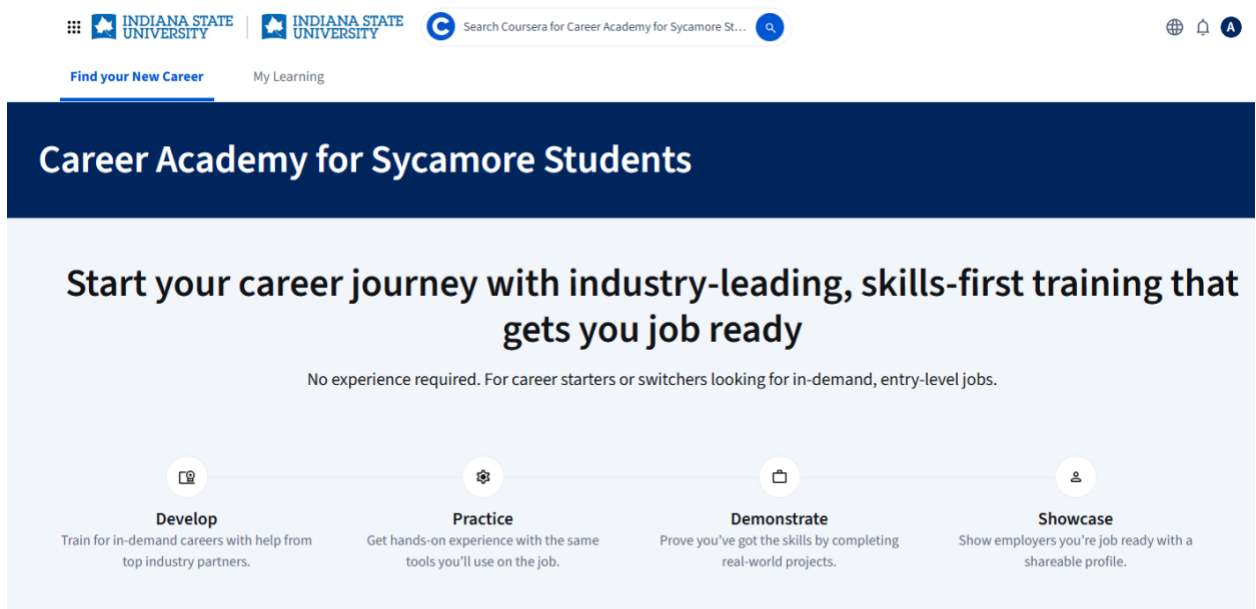 INDIANA STATE
UNIVERSITY
INDIANA STATE
UNIVERSITY
C
Search Coursera for Career Academy for Sycamore St...
A
Find your New Career
My Learning
Career Academy for Sycamore Students
Start your career journey with industry-leading, skills-first training that
gets you job ready
No experience required. For career starters or switchers looking for in-demand, entry-level jobs.
Develop
Train for in-demand careers with help from
top industry partners.
Practice
Get hands-on experience with the same
tools you'll use on the job.
Demonstrate
Prove you've got the skills by completing
real-world projects.
Showcase
Show employers you're job ready with a
shareable profile.